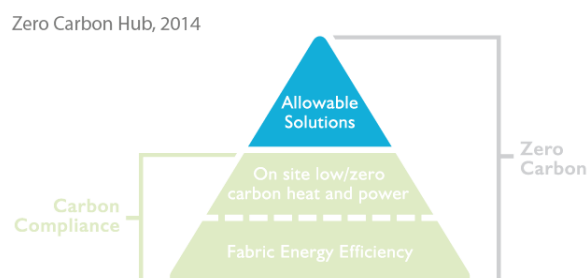 Zero Carbon Hub, 2014
Allowable
Solutions
Zero
Carbon
On site low/zero
carbon heat and power
Carbon
Compliance
Fabric Energy Efficiency